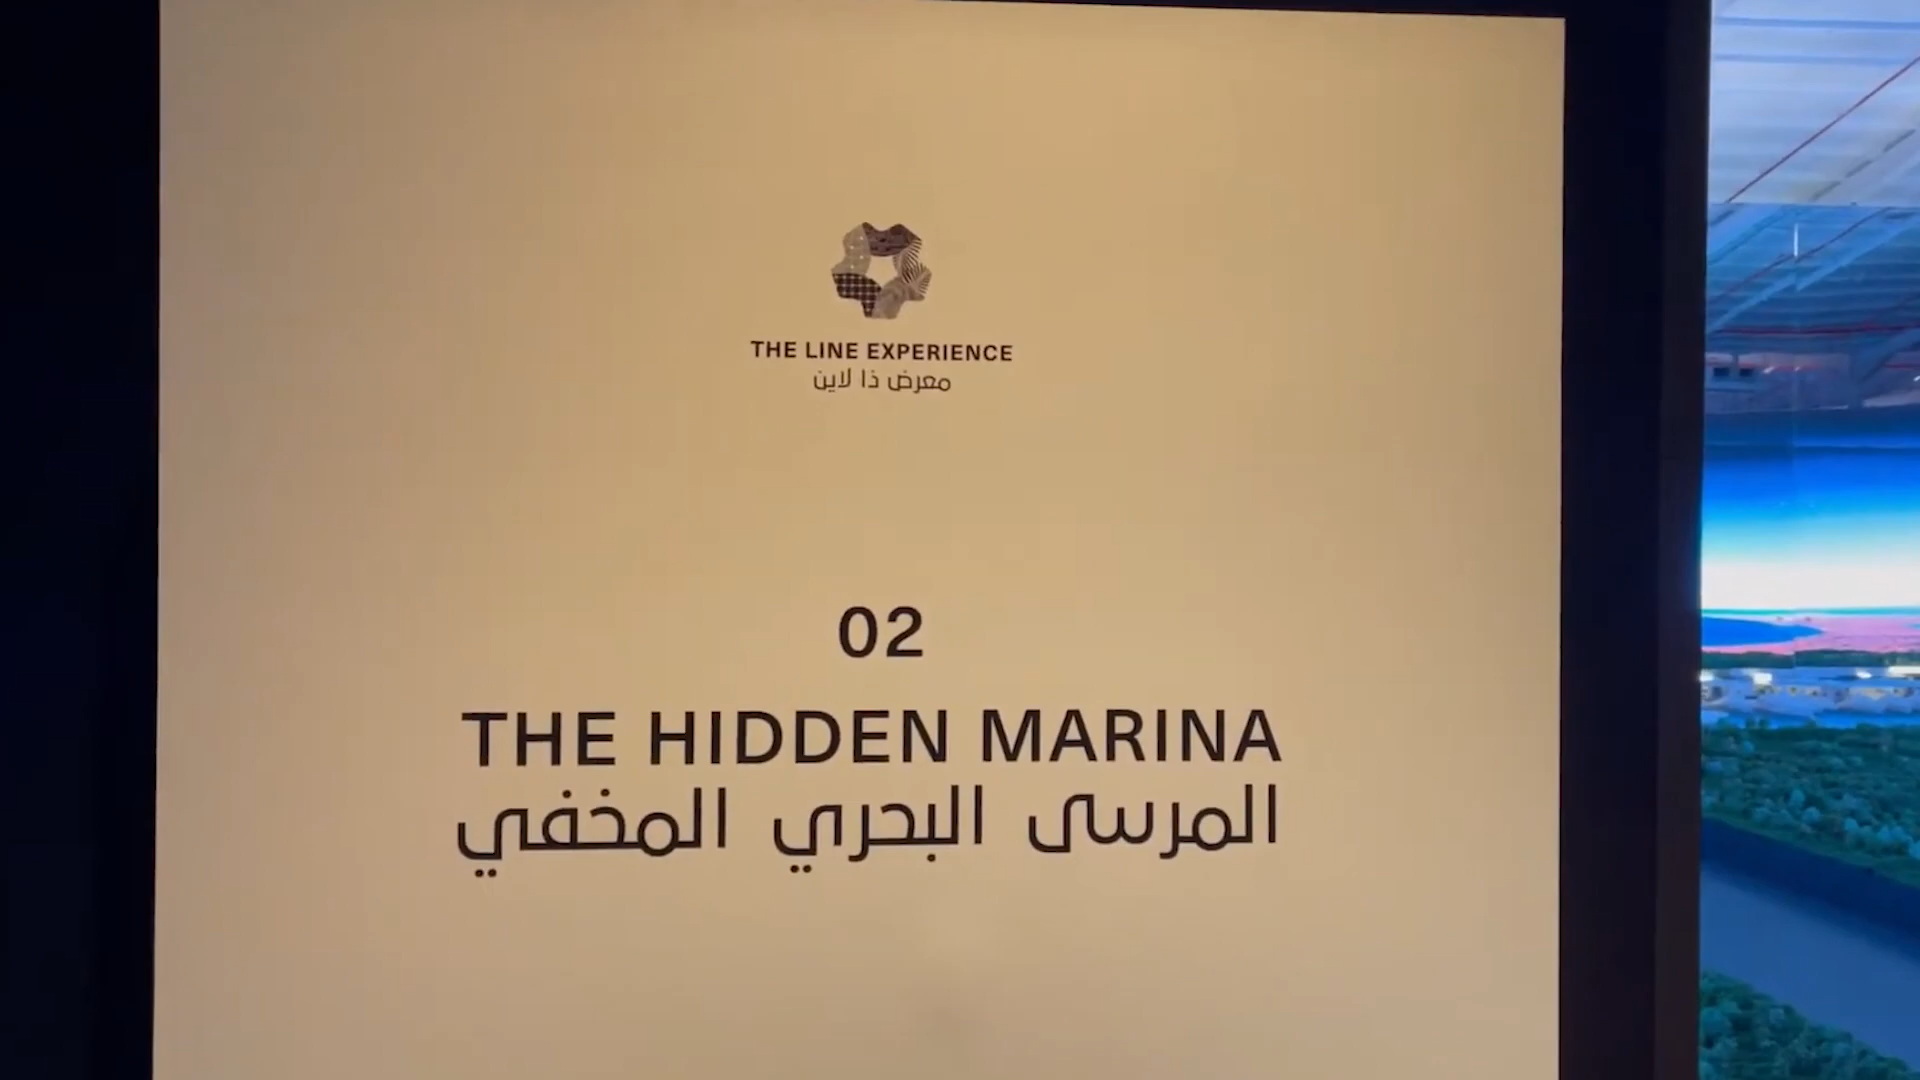 THE LINE EXPERIENCE
معرض ذا لاين
02
THE HIDDEN MARINA
المرسى البحري المخفي